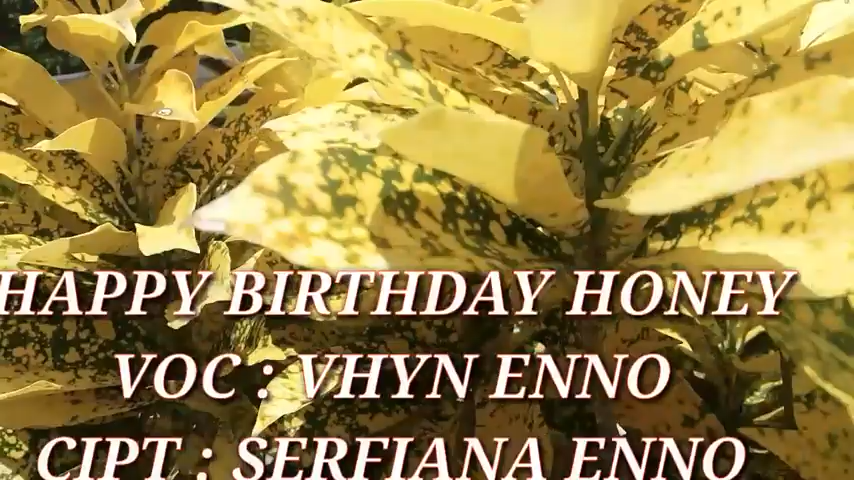 HAPPY BIRTHDAY HONEY
VOC : VHYN ENNO
CIPT : SERFIANA ENNO